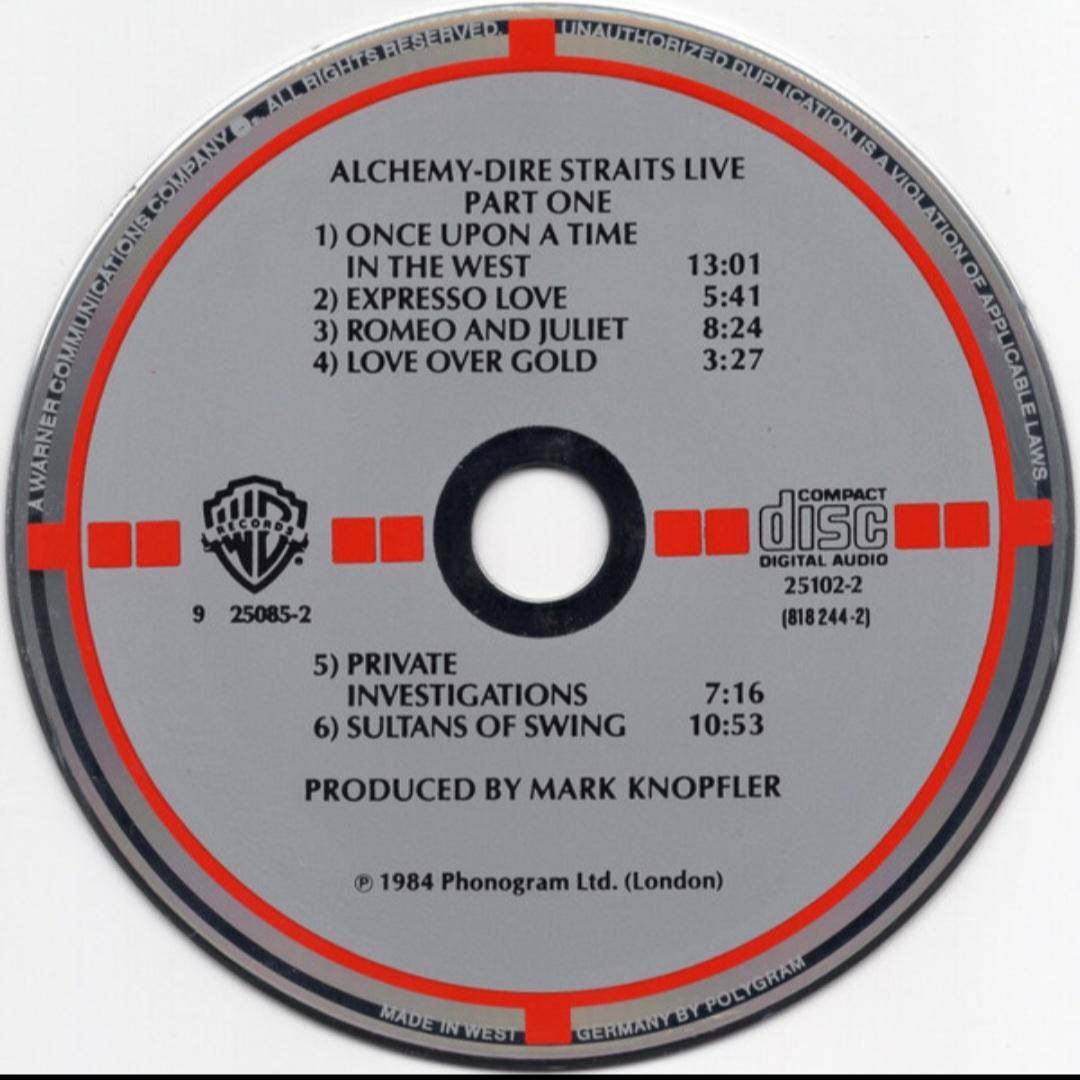 A WARNER COMMUNICATIONS COMPANY ALL RIGHTS RESERVED.
UNAUTHORIZED DUPLICATION IS A VIOLATION OF APPLICABLE LAWS.
ALCHEMY-DIRE STRAITS LIVE
PART ONE
1) ONCE UPON A TIME
IN THE WEST 13:01
2) EXPRESSO LOVE 5:41
3) ROMEO AND JULIET 8:24
4) LOVE OVER GOLD 3:27
WB
RECORDS
®
9 25085-2
COMPACT
disc
DIGITAL AUDIO
25102-2
(818 244-2)
5) PRIVATE
INVESTIGATIONS 7:16
6) SULTANS OF SWING 10:53
PRODUCED BY MARK KNOPFLER
℗ 1984 Phonogram Ltd. (London)
MADE IN WEST GERMANY BY POLYGRAM